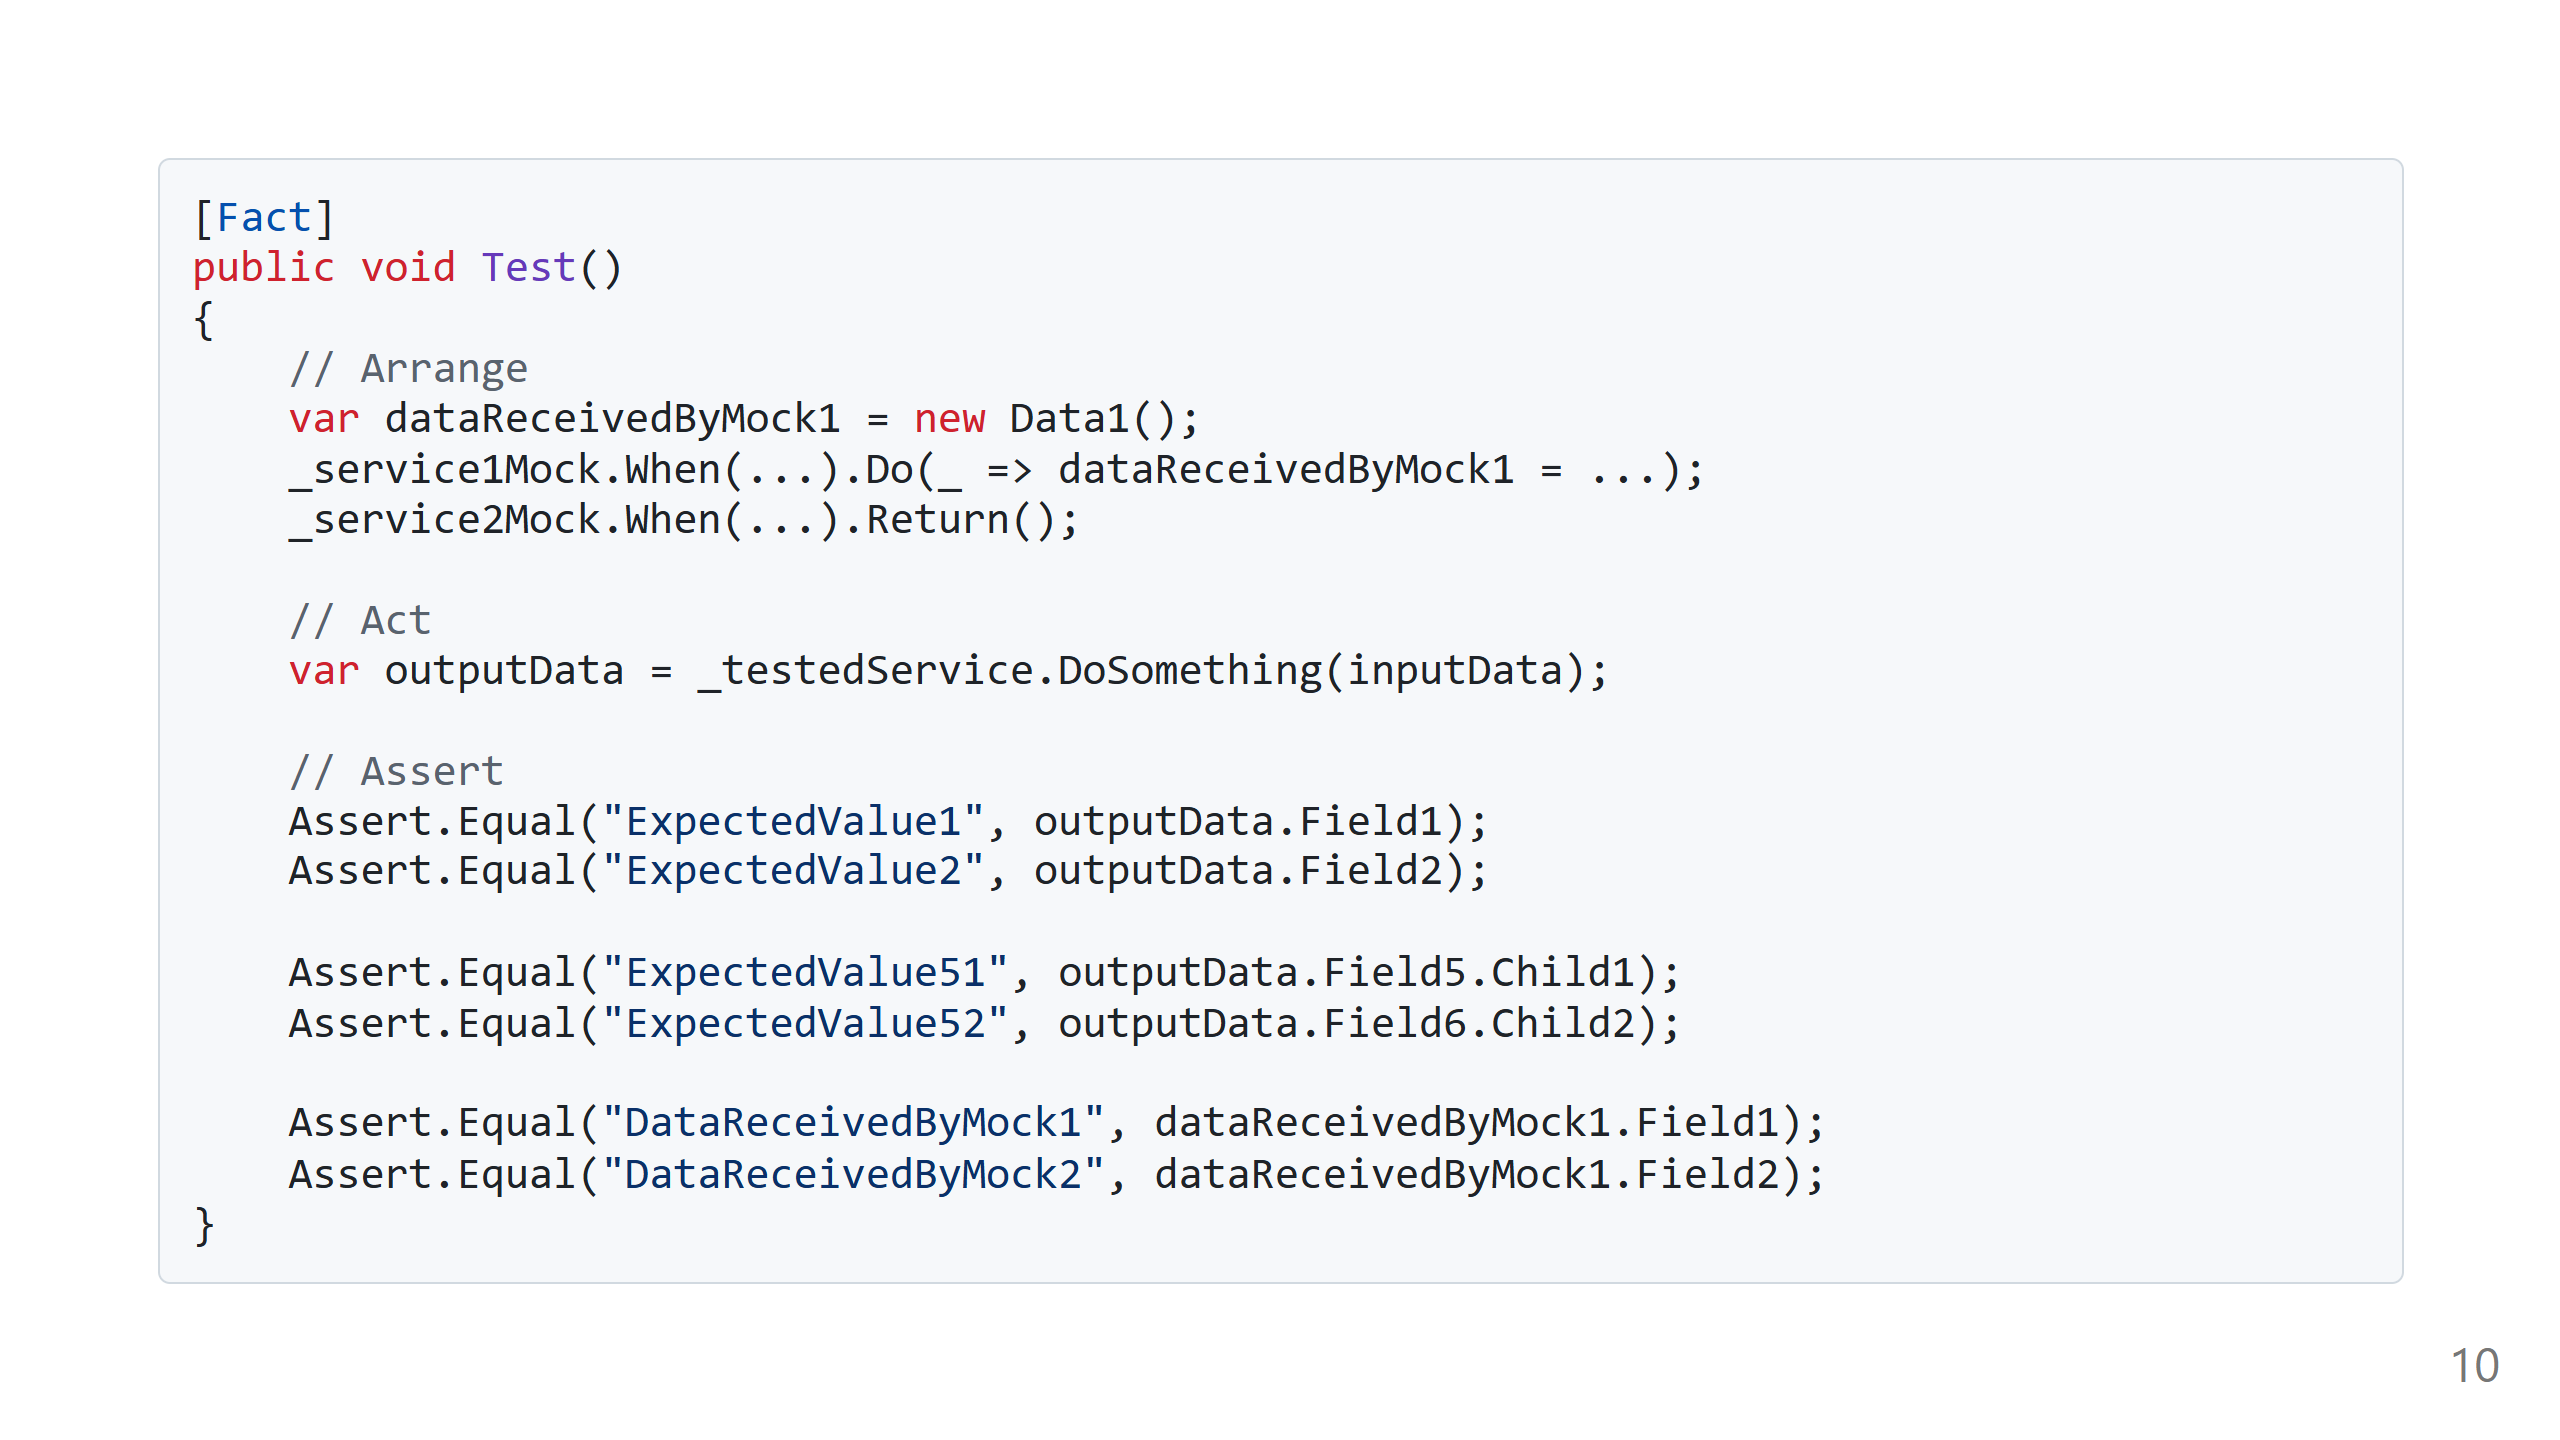 [Fact]
public void Test()
{
    // Arrange
    var dataReceivedByMock1 = new Data1();
    _service1Mock.When(...).Do(_ => dataReceivedByMock1 = ...);
    _service2Mock.When(...).Return();

    // Act
    var outputData = _testedService.DoSomething(inputData);

    // Assert
    Assert.Equal("ExpectedValue1", outputData.Field1);
    Assert.Equal("ExpectedValue2", outputData.Field2);

    Assert.Equal("ExpectedValue51", outputData.Field5.Child1);
    Assert.Equal("ExpectedValue52", outputData.Field6.Child2);

    Assert.Equal("DataReceivedByMock1", dataReceivedByMock1.Field1);
    Assert.Equal("DataReceivedByMock2", dataReceivedByMock1.Field2);
}
10